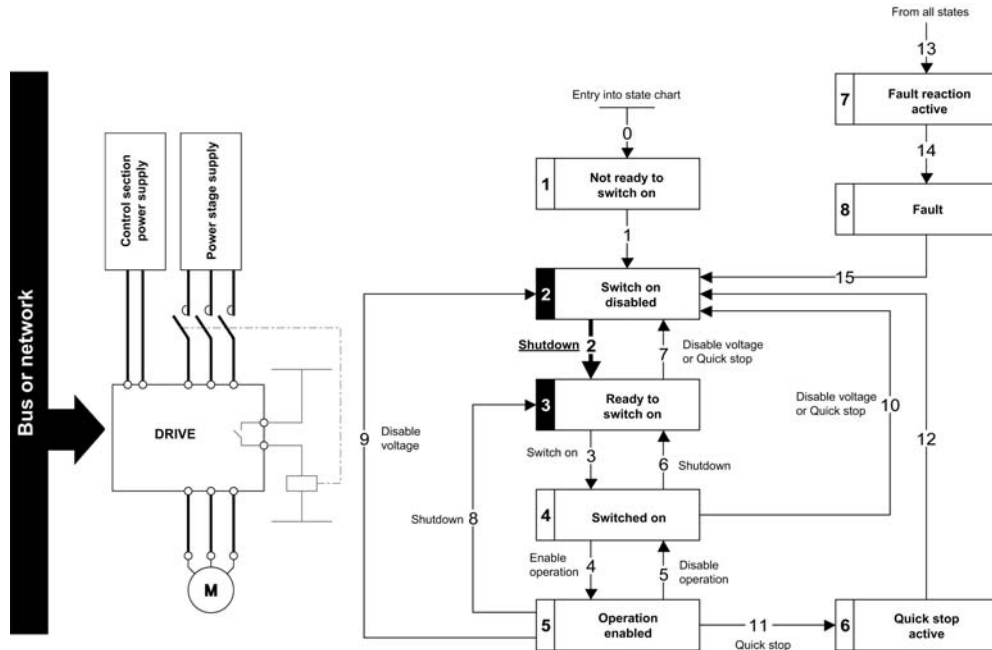 Bus or network
Control section
power supply
Power stage supply
DRIVE
M
From all states
13
7
Fault reaction
active
14
8
Fault
15
Entry into state chart
0
1
Not ready to
switch on
1
2
Switch on
disabled
Shutdown 2
7
Disable voltage
or Quick stop
3
Ready to
switch on
Switch on 3
6 Shutdown
4
Switched on
Disable voltage
or Quick stop
10
12
9 Disable
voltage
Shutdown 8
Enable
operation
4
5
Disable
operation
5
Operation
enabled
11
Quick stop
6
Quick stop
active